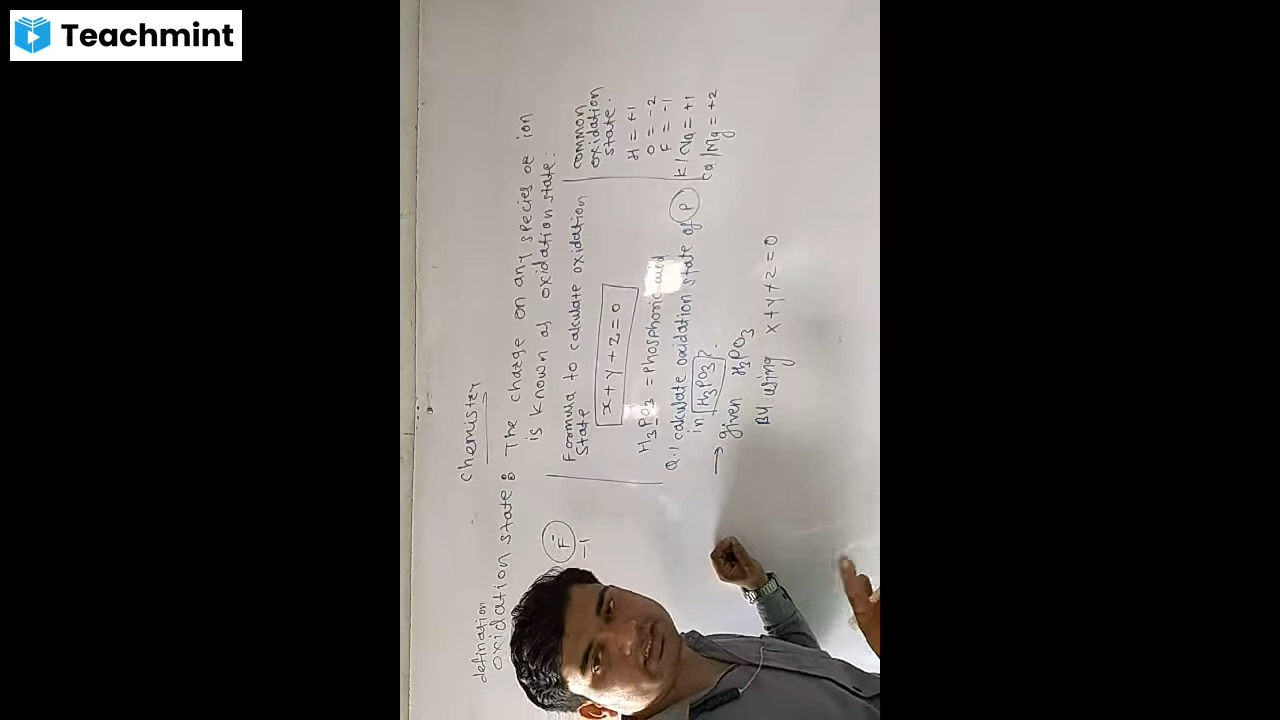 Teachmint
chemistry
defination
oxidation state : The charge on any species or ion
is known as oxidation state.
F⁻
-1
Formula to calculate oxidation
state
x + y + z = 0
H3PO3 = Phosphoric acid
Q.1 calculate oxidation state of P
in H3PO3?
→ given H3PO3
By using x + y + z = 0
common
oxidation
state.
H = +1
O = -2
F = -1
K/Na = +1
Ca/Mg = +2